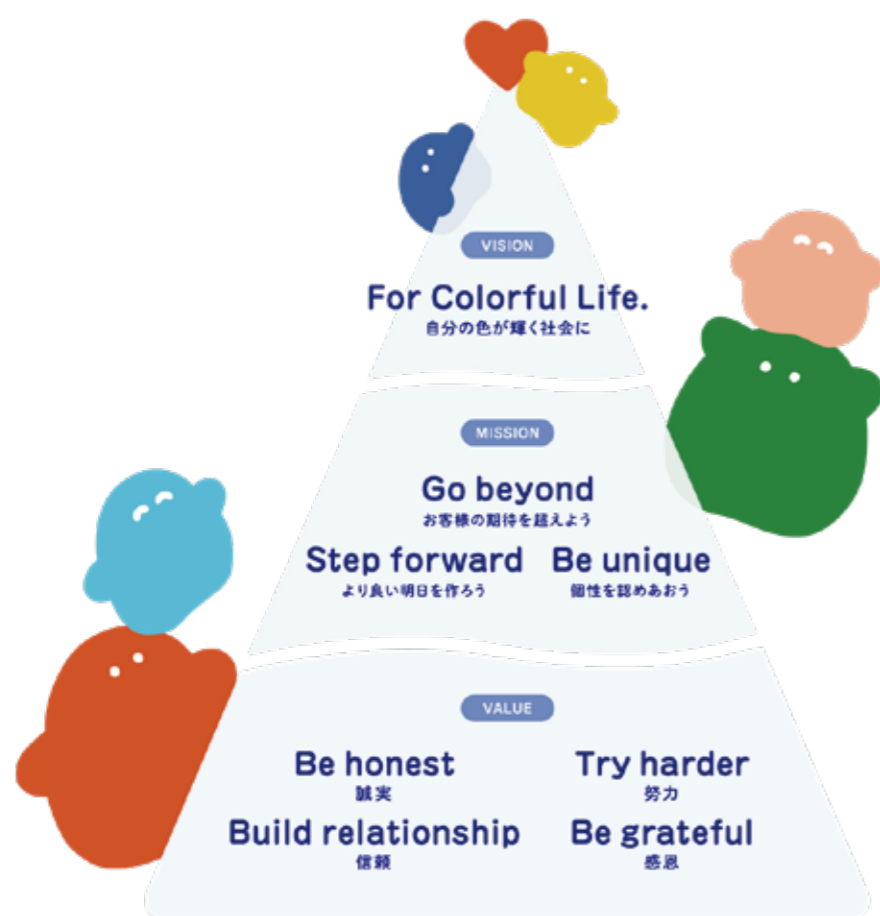 VISION
For Colorful Life.
自分の色が輝く社会に
MISSION
Go beyond
お客様の期待を超えよう
Step forward
より良い明日を作ろう
Be unique
個性を認めあおう
VALUE
Be honest
誠実
Try harder
努力
Build relationship
信頼
Be grateful
感恩